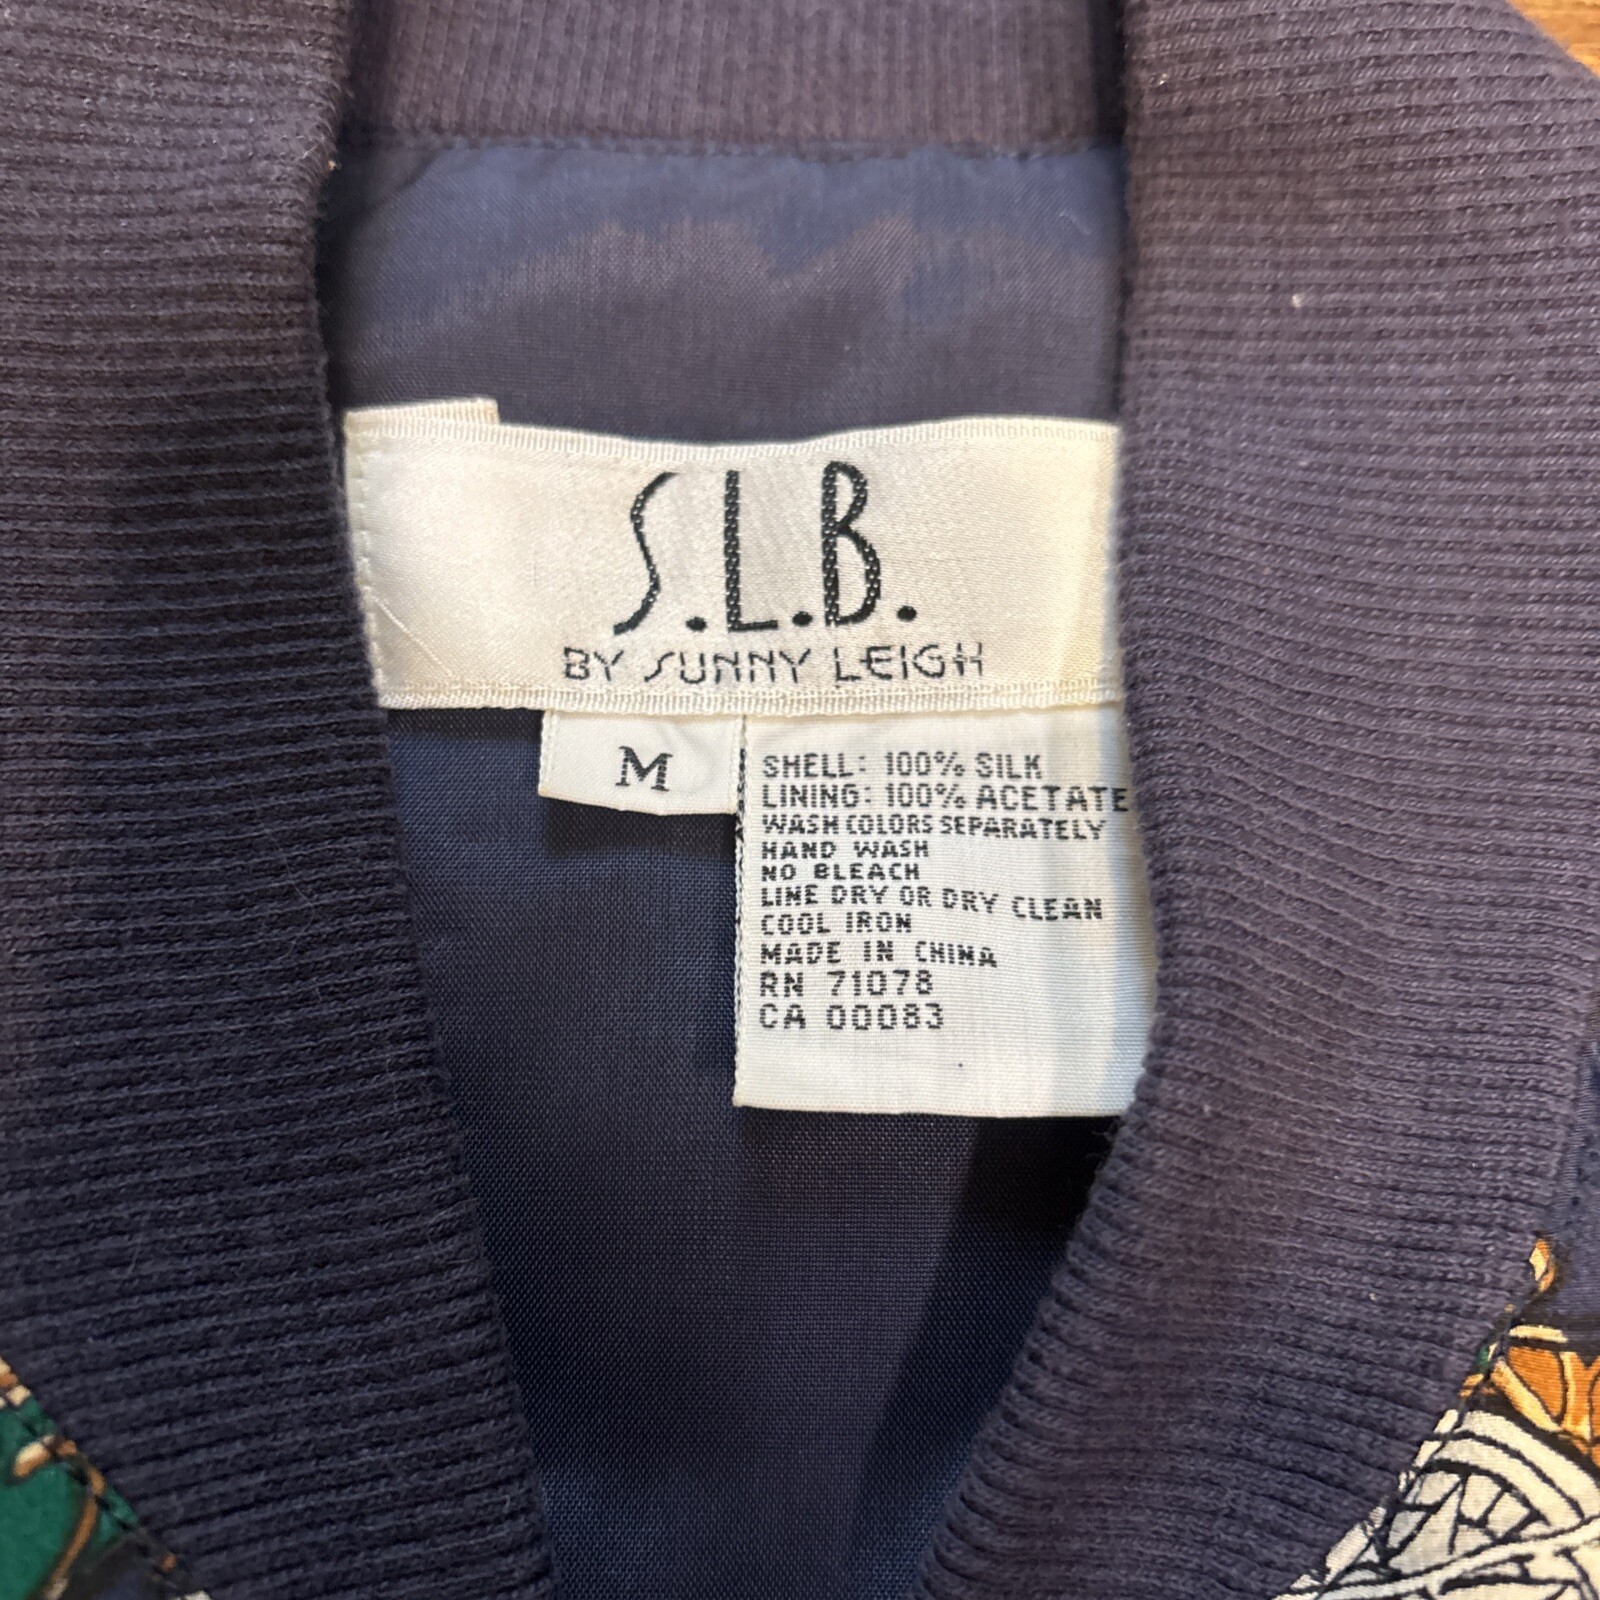 S.L.B.
BY SUNNY LEIGH
M
SHELL: 100% SILK
LINING: 100% ACETATE
WASH COLORS SEPARATELY
HAND WASH
NO BLEACH
LINE DRY OR DRY CLEAN
COOL IRON
MADE IN CHINA
RN 71078
CA 00083